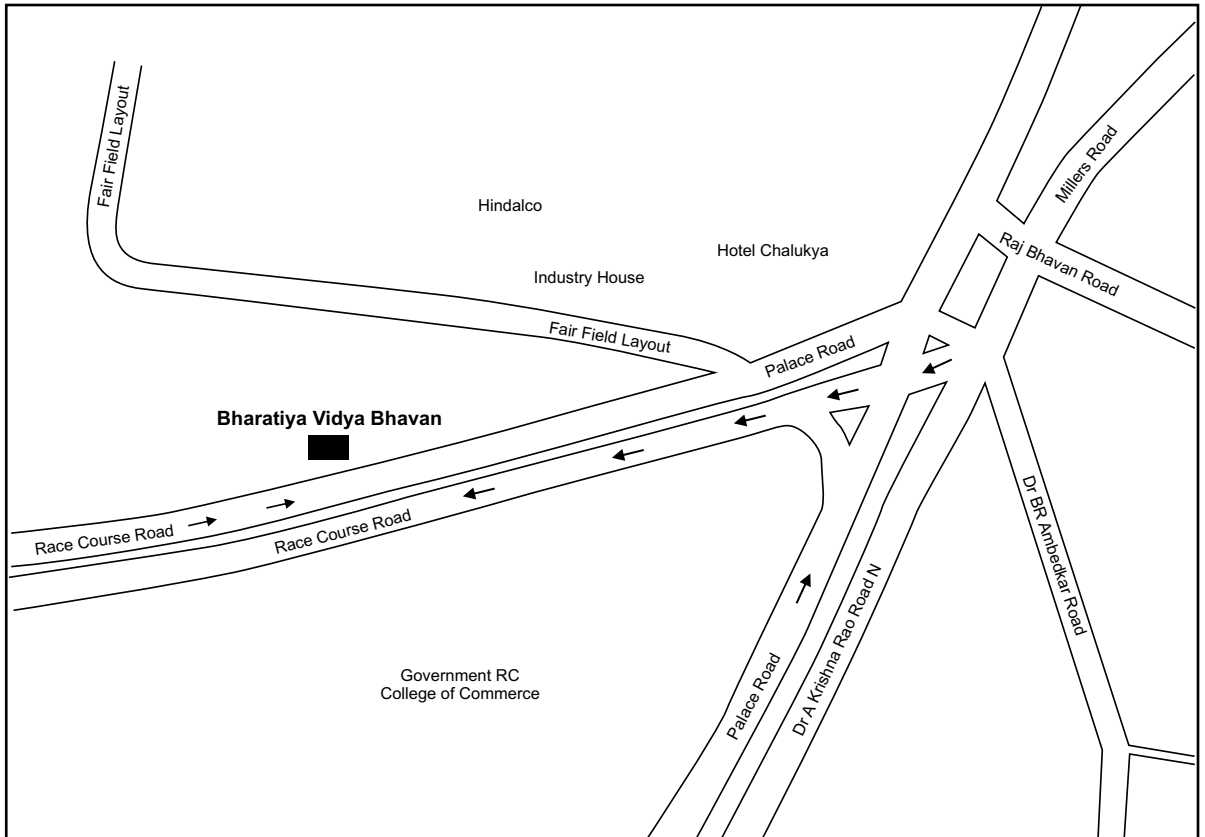 Fair Field Layout
Millers Road
Hindalco
Raj Bhavan Road
Hotel Chalukya
Industry House
Fair Field Layout
Palace Road
Bharatiya Vidya Bhavan
Race Course Road
Race Course Road
Dr BR Ambedkar Road
Dr A Krishna Rao Road N
Palace Road
Government RC
College of Commerce